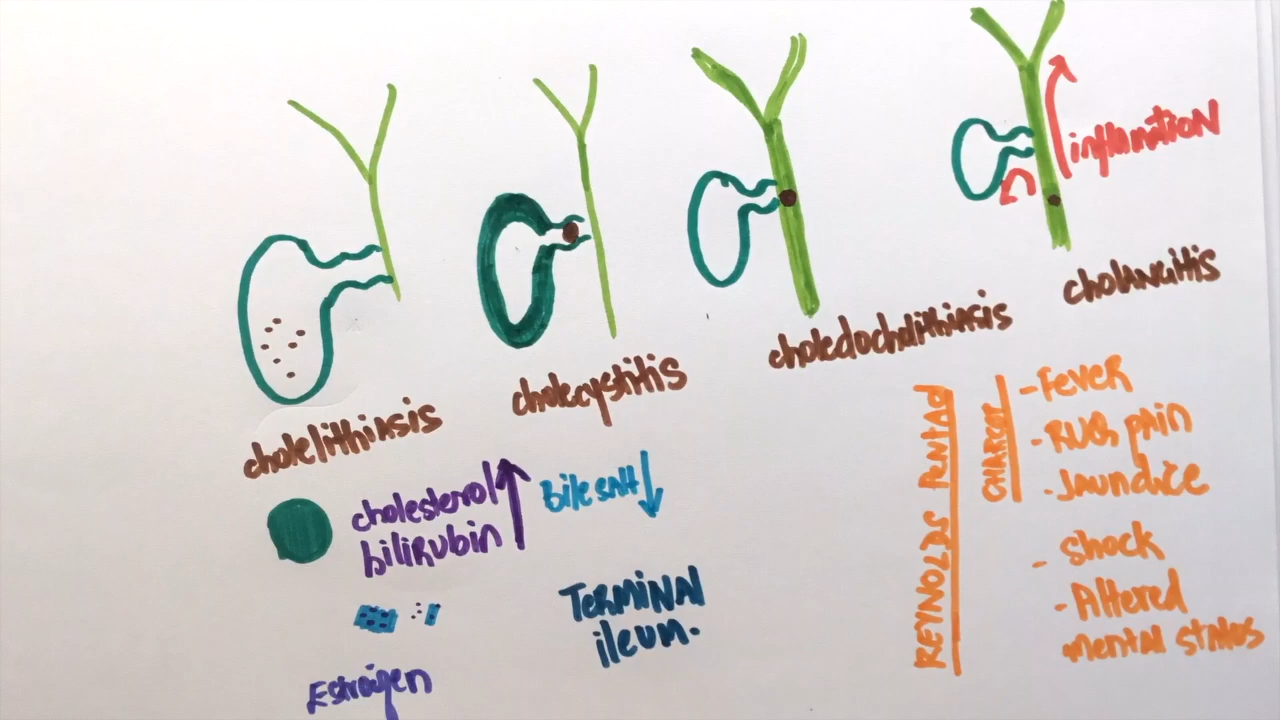 cholelithiasis
cholecystitis
choledocholithiasis
inflamation
cholangitis
cholesterol
bilirubin
Bile salt
Terminal
ileum.
Estrogen
REYNOLDS PENTAD
CHARCOT
- Fever
- RUQ pain
- Jaundice
- Shock
- Altered
mental status